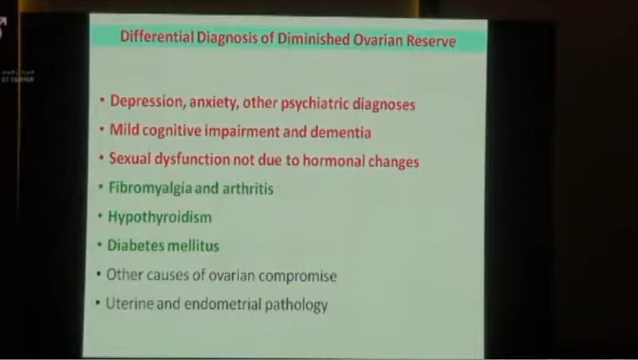 Differential Diagnosis of Diminished Ovarian Reserve
• Depression, anxiety, other psychiatric diagnoses
• Mild cognitive impairment and dementia
• Sexual dysfunction not due to hormonal changes
• Fibromyalgia and arthritis
• Hypothyroidism
• Diabetes mellitus
• Other causes of ovarian compromise
• Uterine and endometrial pathology